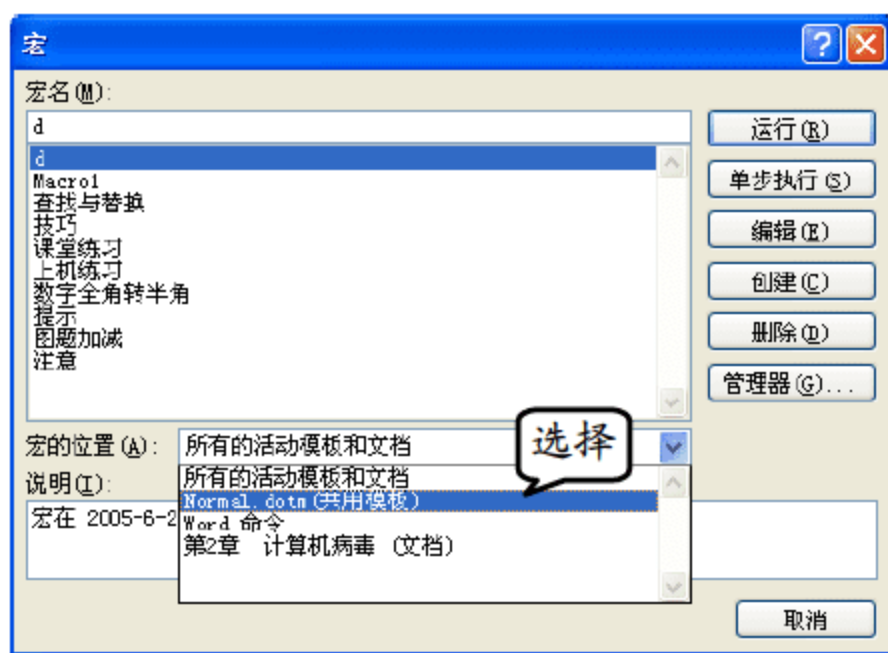 宏
宏名(M):
d
运行(R)
d
Macro1
查找与替换
技巧
课堂练习
上机练习
数字全角转半角
提示
图题加减
注意
单步执行(S)
编辑(E)
创建(C)
删除(D)
管理器(G)...
宏的位置(A): 所有的活动模板和文档
选择
所有的活动模板和文档
Normal.dotm(共用模板)
Word 命令
第2章 计算机病毒 (文档)
说明(I):
宏在 2005-6-2
取消